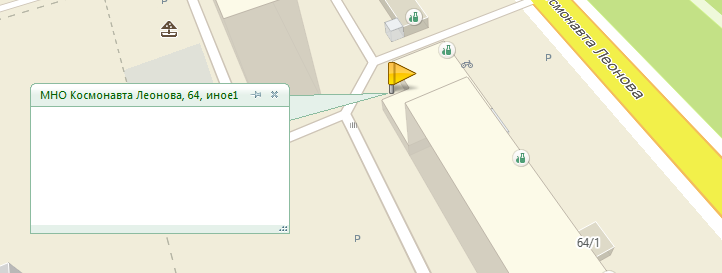 P
смонавта Леонова
P
МНО Космонавта Леонова, 64, иное1
P
64/1